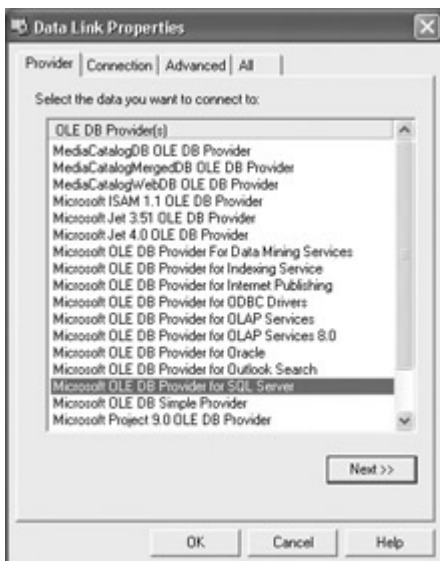 Data Link Properties
Provider Connection Advanced All
Select the data you want to connect to:
OLE DB Provider(s)
MediaCatalogDB OLE DB Provider
MediaCatalogMergedDB OLE DB Provider
MediaCatalogWebDB OLE DB Provider
Microsoft ISAM 1.1 OLE DB Provider
Microsoft Jet 3.51 OLE DB Provider
Microsoft Jet 4.0 OLE DB Provider
Microsoft OLE DB Provider For Data Mining Services
Microsoft OLE DB Provider for Indexing Service
Microsoft OLE DB Provider for Internet Publishing
Microsoft OLE DB Provider for ODBC Drivers
Microsoft OLE DB Provider for OLAP Services
Microsoft OLE DB Provider for OLAP Services 8.0
Microsoft OLE DB Provider for Oracle
Microsoft OLE DB Provider for Outlook Search
Microsoft OLE DB Provider for SQL Server
Microsoft OLE DB Simple Provider
Microsoft Project 9.0 OLE DB Provider
Next >>
OK Cancel Help